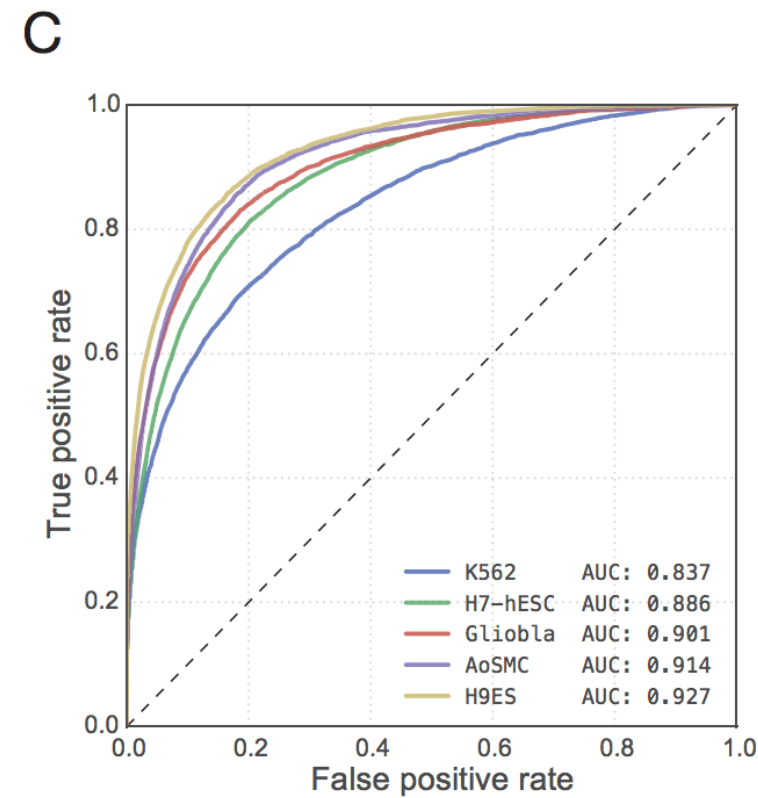 C
1.0
0.8
0.6
0.4
0.2
0.0
True positive rate
K562 AUC: 0.837
H7-hESC AUC: 0.886
Gliobla AUC: 0.901
AoSMC AUC: 0.914
H9ES AUC: 0.927
0.0 0.2 0.4 0.6 0.8 1.0
False positive rate